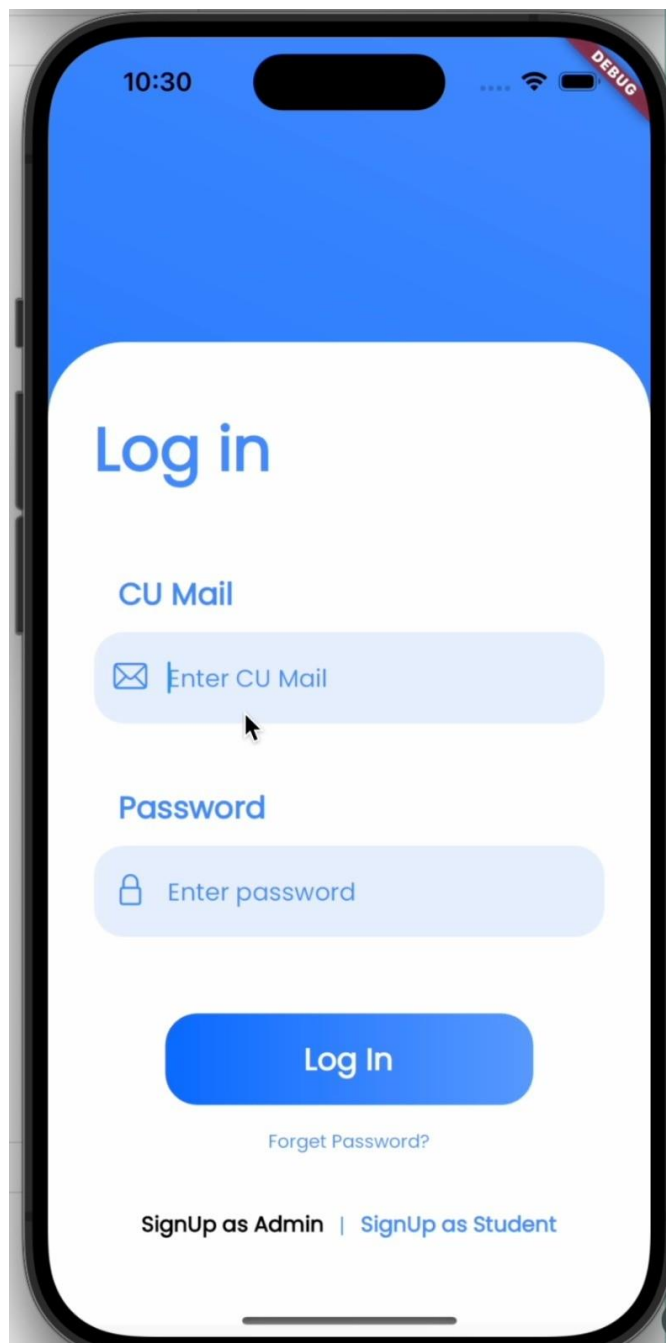 10:30
DEBUG
Log in
CU Mail
Enter CU Mail
Password
Enter password
Log In
Forget Password?
SignUp as Admin | SignUp as Student